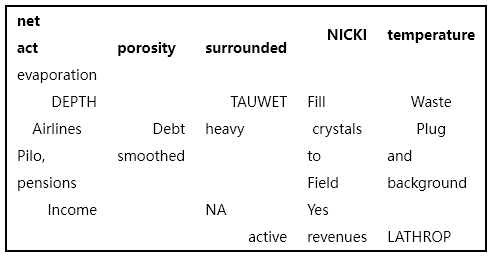 net
act porosity surrounded NICKI temperature
evaporation
DEPTH TAUWET Fill Waste
Airlines Debt heavy crystals Plug
Pilo, smoothed to and
pensions Field background
Income NA Yes
active revenues LATHROP